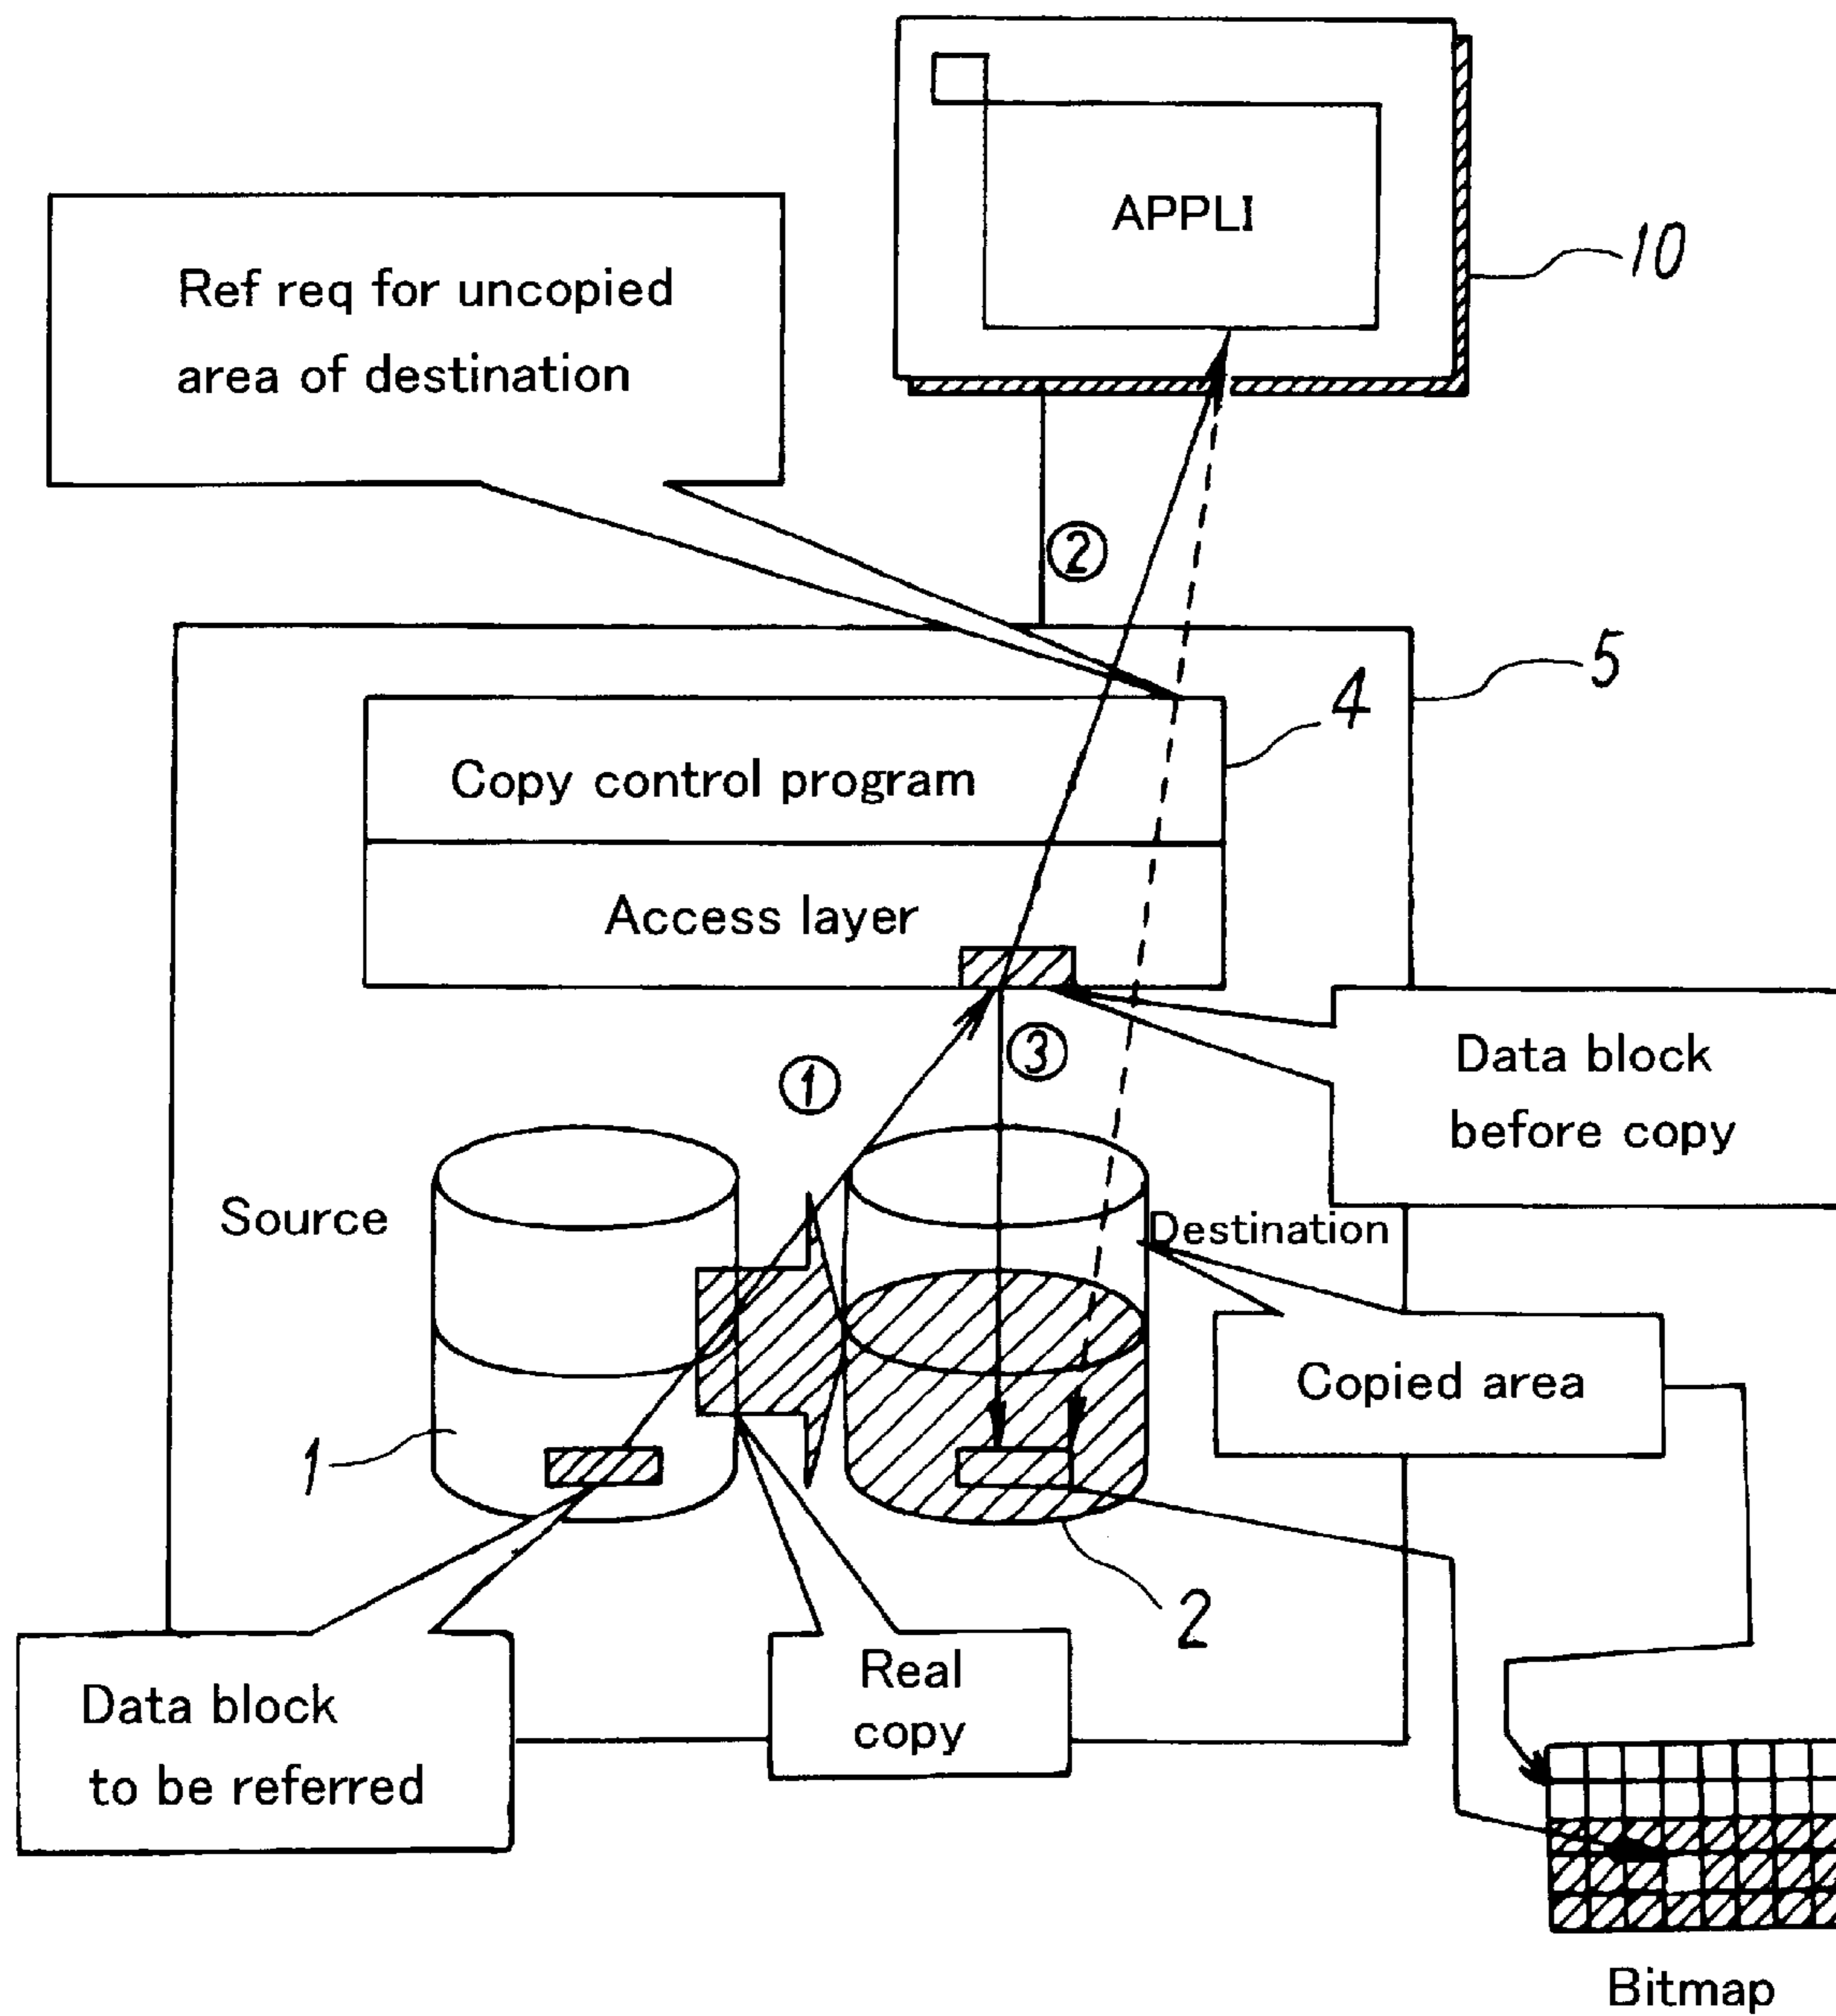 APPLI
10
Ref req for uncopied
area of destination
②
5
4
Copy control program
Access layer
③
①
Data block
before copy
Source
Destination
Copied area
1
2
Real
copy
Data block
to be referred
Bitmap